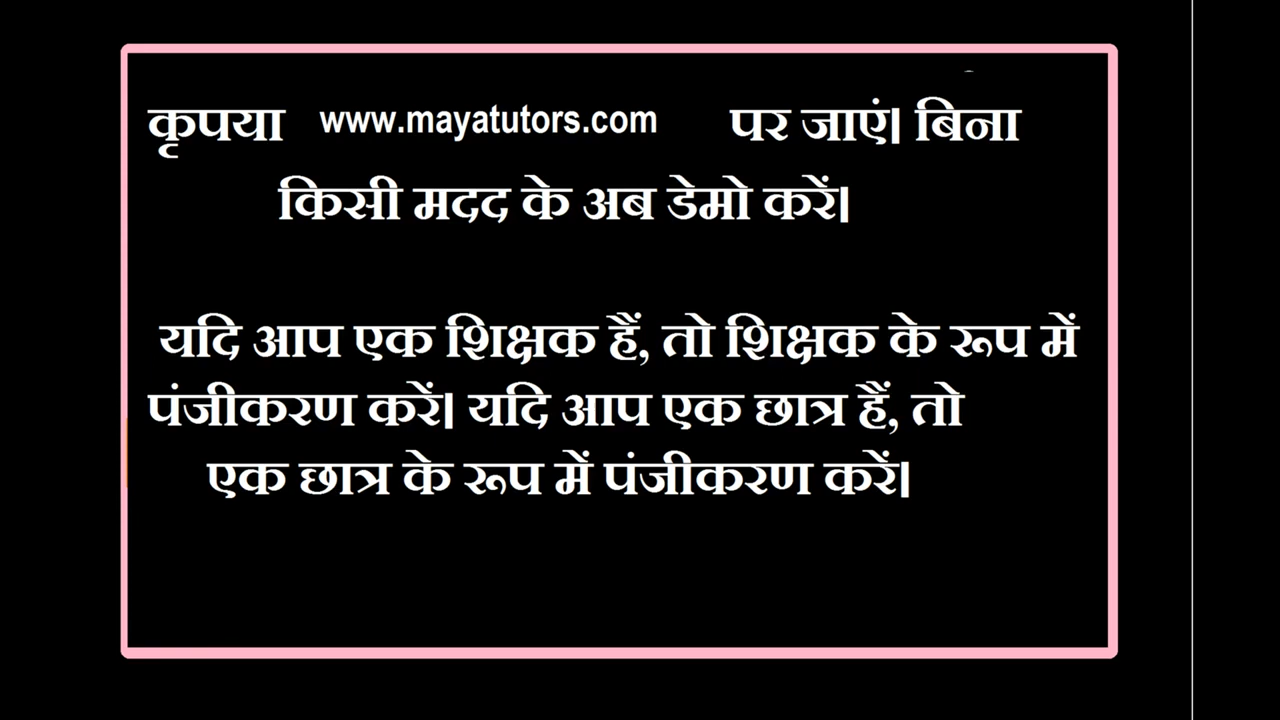 कृपया www.mayatutors.com पर जाएं। बिना
किसी मदद के अब डेमो करें।
यदि आप एक शिक्षक हैं, तो शिक्षक के रूप में
पंजीकरण करें। यदि आप एक छात्र हैं, तो
एक छात्र के रूप में पंजीकरण करें।